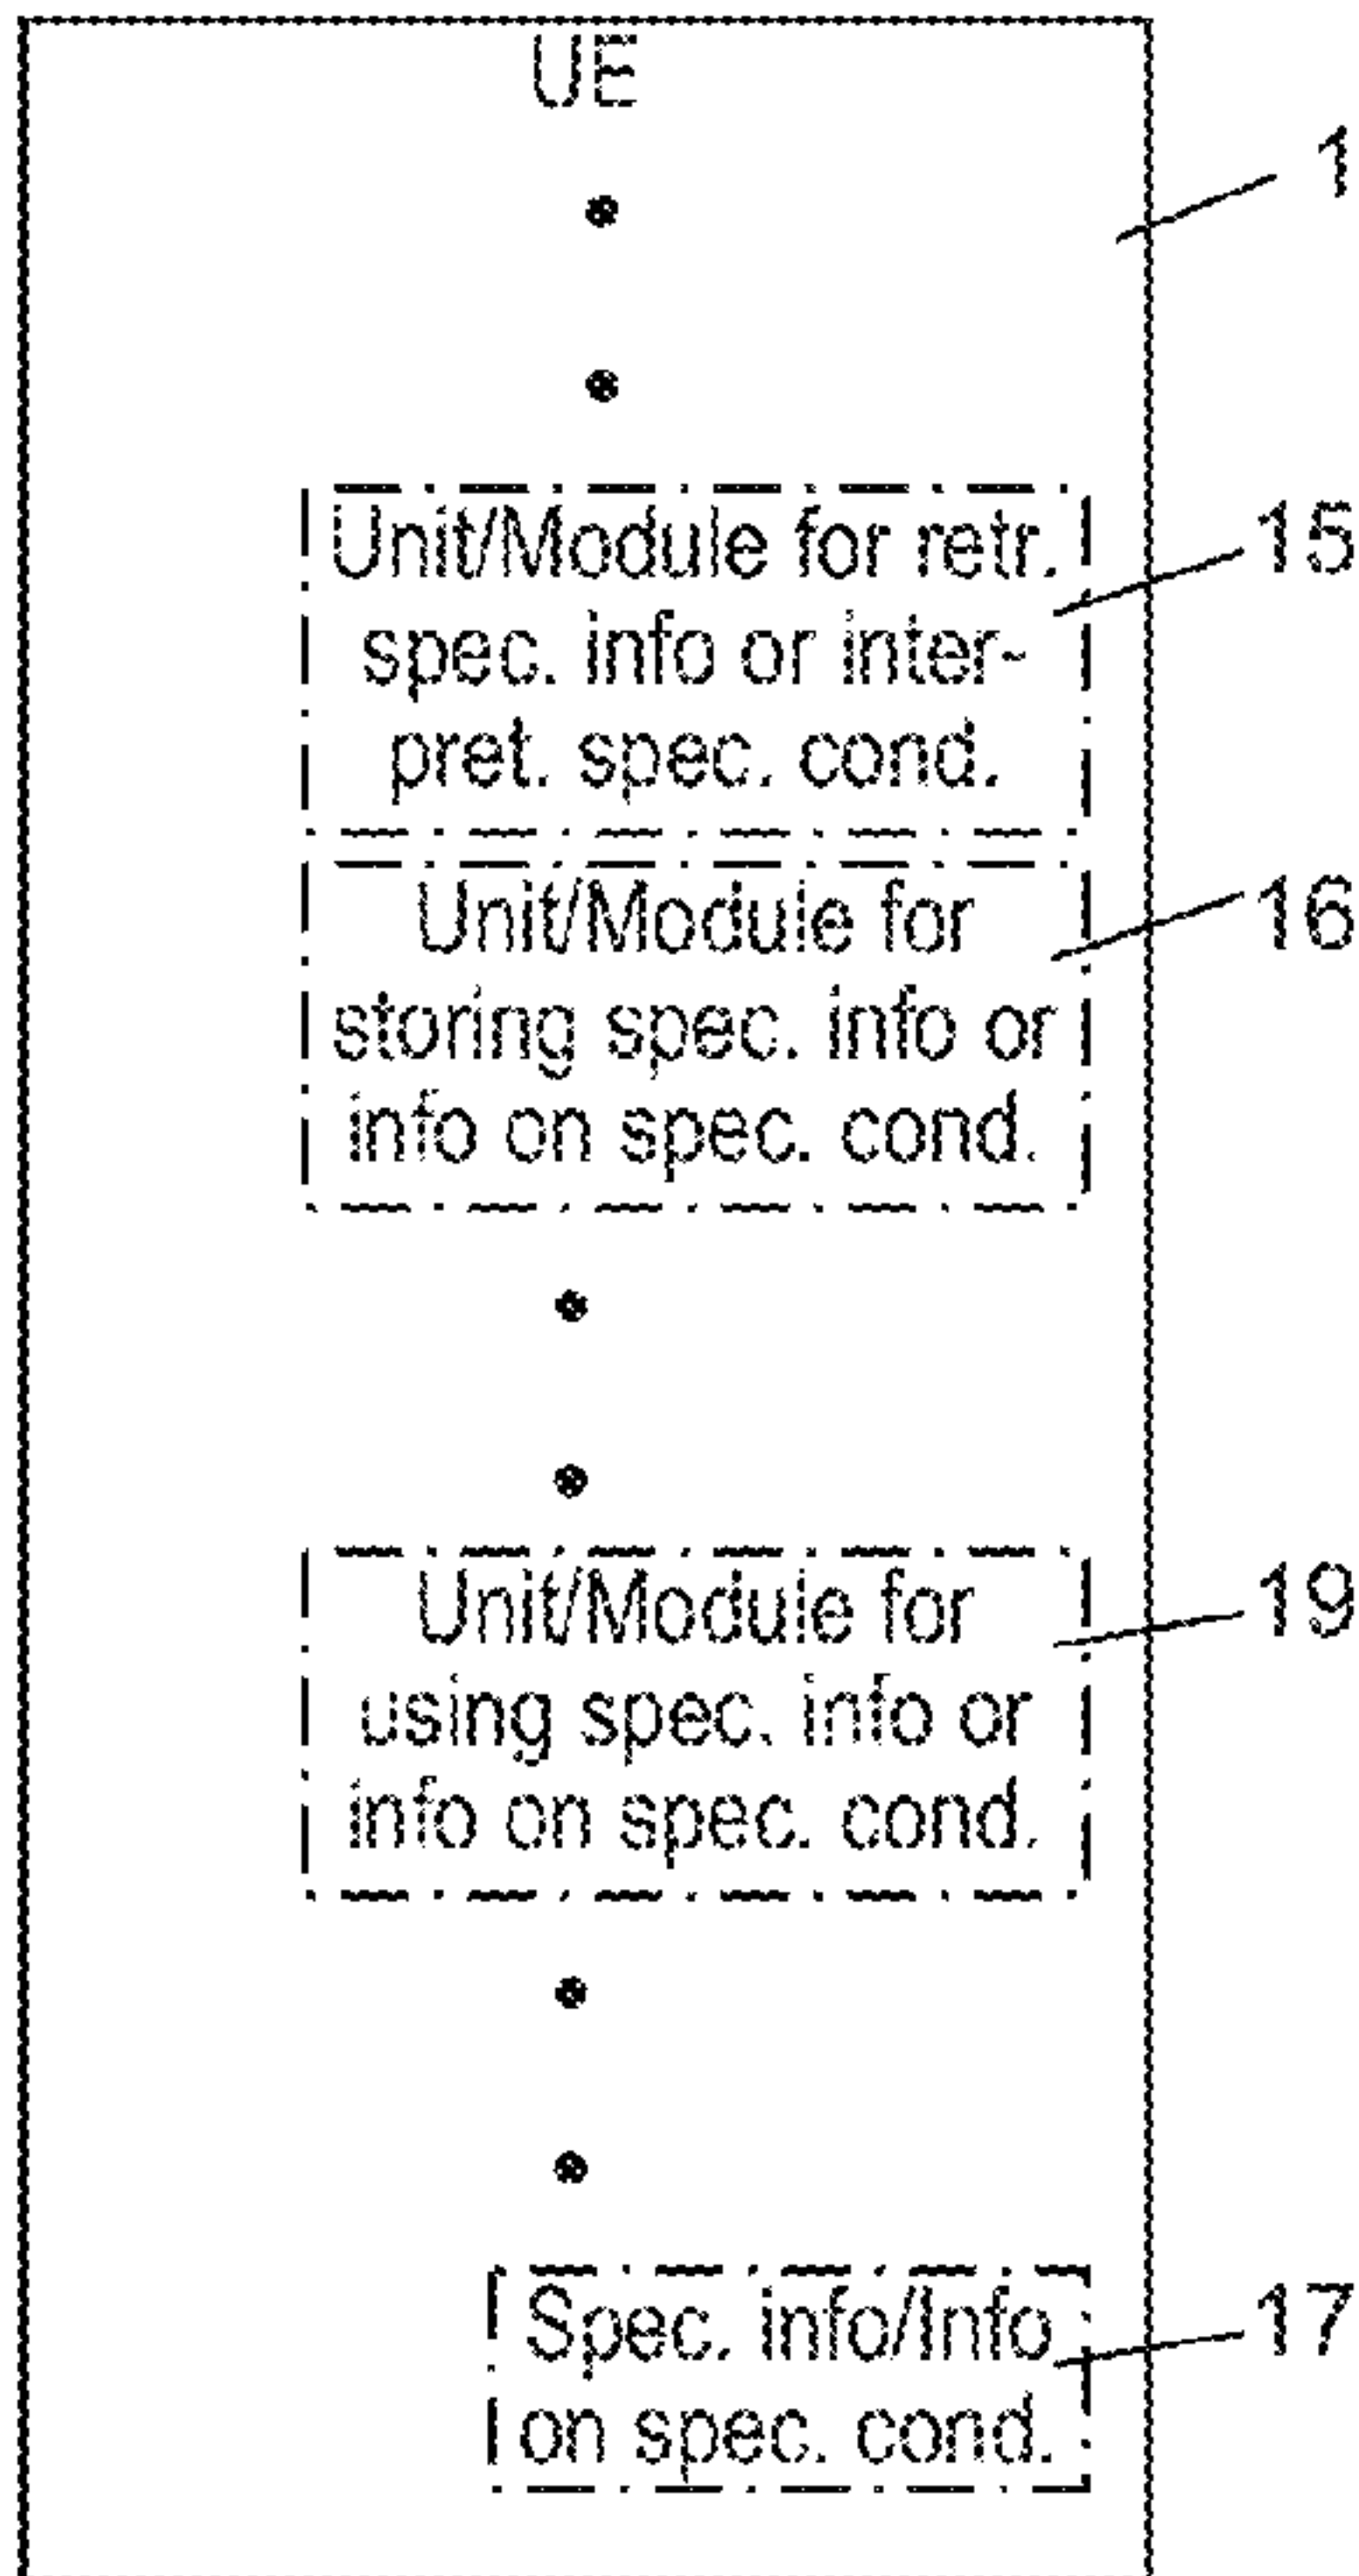 UE
1
Unit/Module for retr.
spec. info or inter-
pret. spec. cond.
15
Unit/Module for
storing spec. info or
info on spec. cond.
16
Unit/Module for
using spec. info or
info on spec. cond.
19
Spec. info/Info
on spec. cond.
17